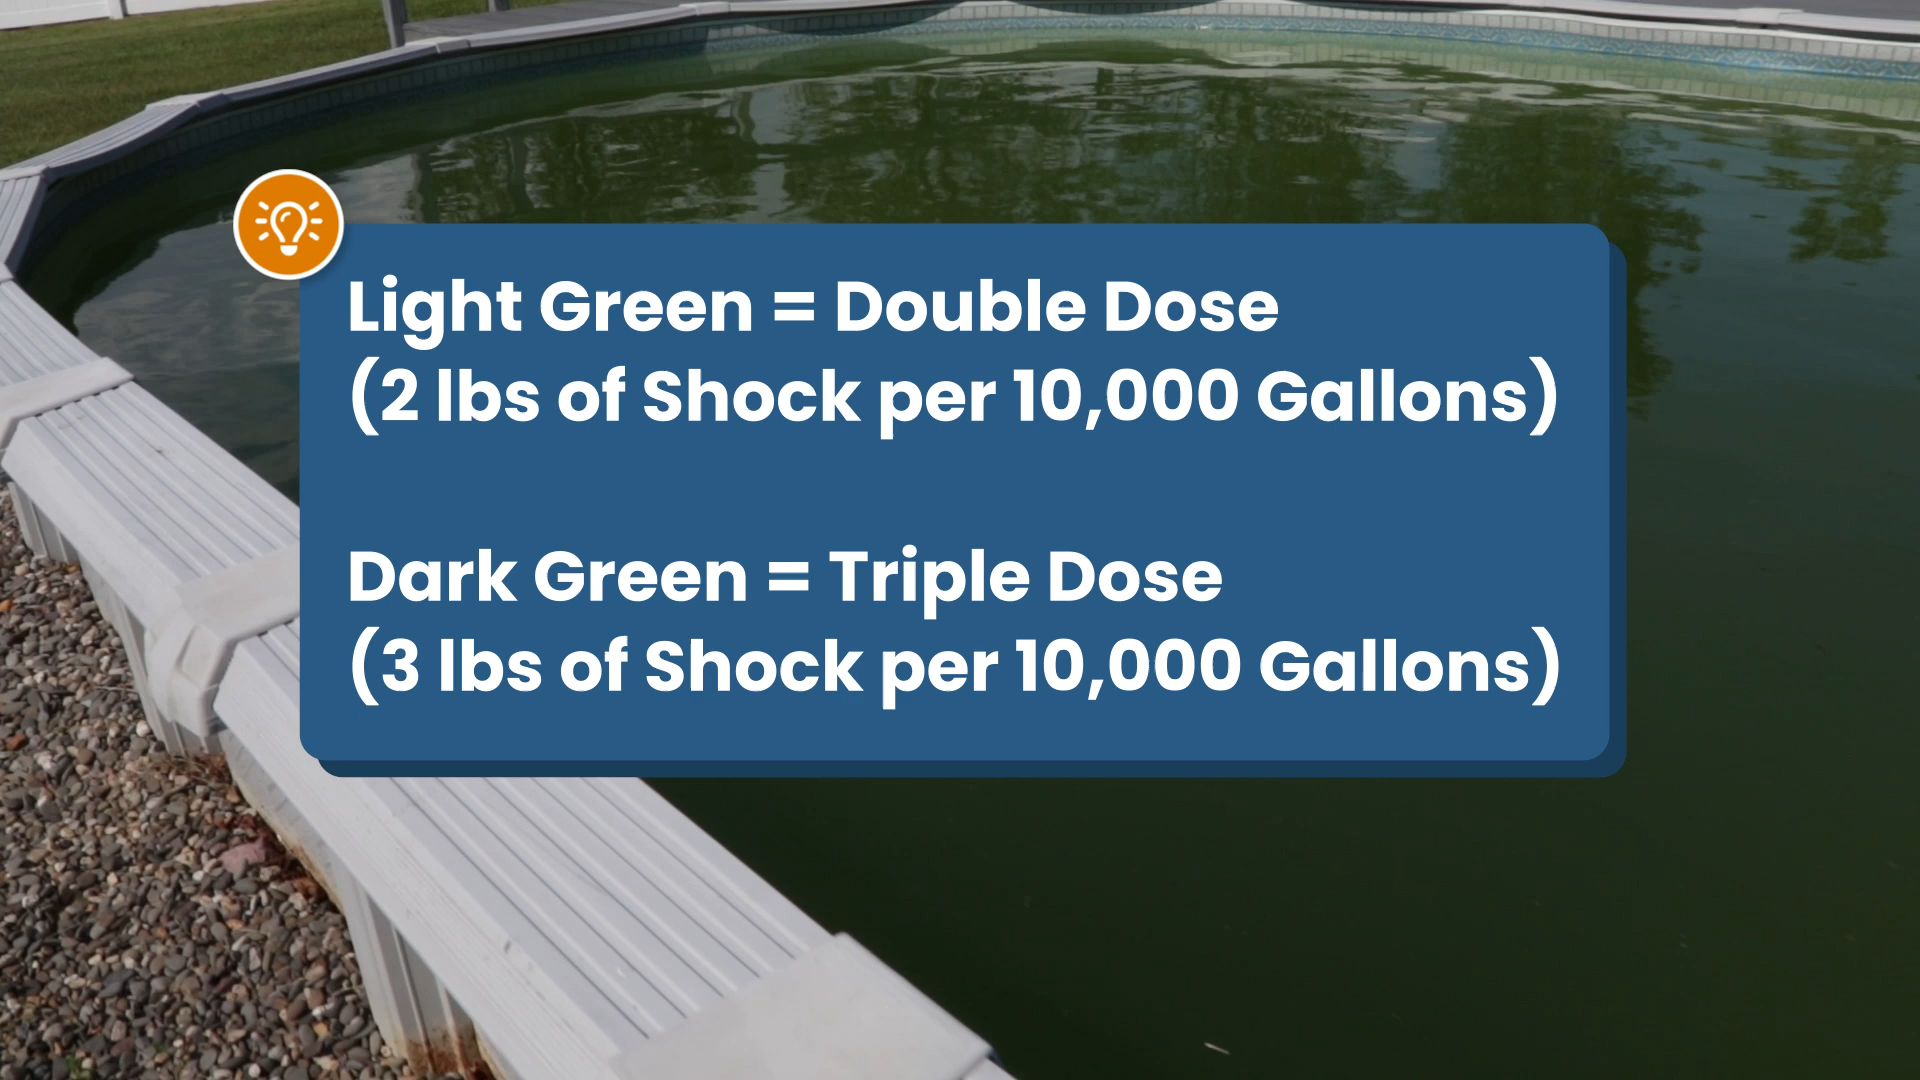 Light Green = Double Dose
(2 lbs of Shock per 10,000 Gallons)
Dark Green = Triple Dose
(3 lbs of Shock per 10,000 Gallons)